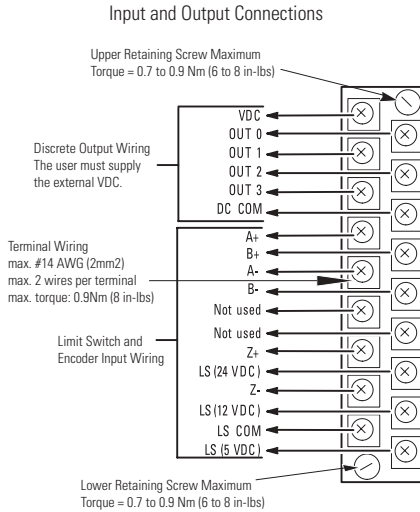 Input and Output Connections
Upper Retaining Screw Maximum
Torque = 0.7 to 0.9 Nm (6 to 8 in-lbs)
Discrete Output Wiring
The user must supply
the external VDC.
VDC
OUT 0
OUT 1
OUT 2
OUT 3
DC COM
Terminal Wiring
max. #14 AWG (2mm2)
max. 2 wires per terminal
max. torque: 0.9Nm (8 in-lbs)
Limit Switch and
Encoder Input Wiring
A+
B+
A-
B-
Not used
Not used
Z+
LS (24 VDC)
Z-
LS (12 VDC)
LS COM
LS (5 VDC)
Lower Retaining Screw Maximum
Torque = 0.7 to 0.9 Nm (6 to 8 in-lbs)